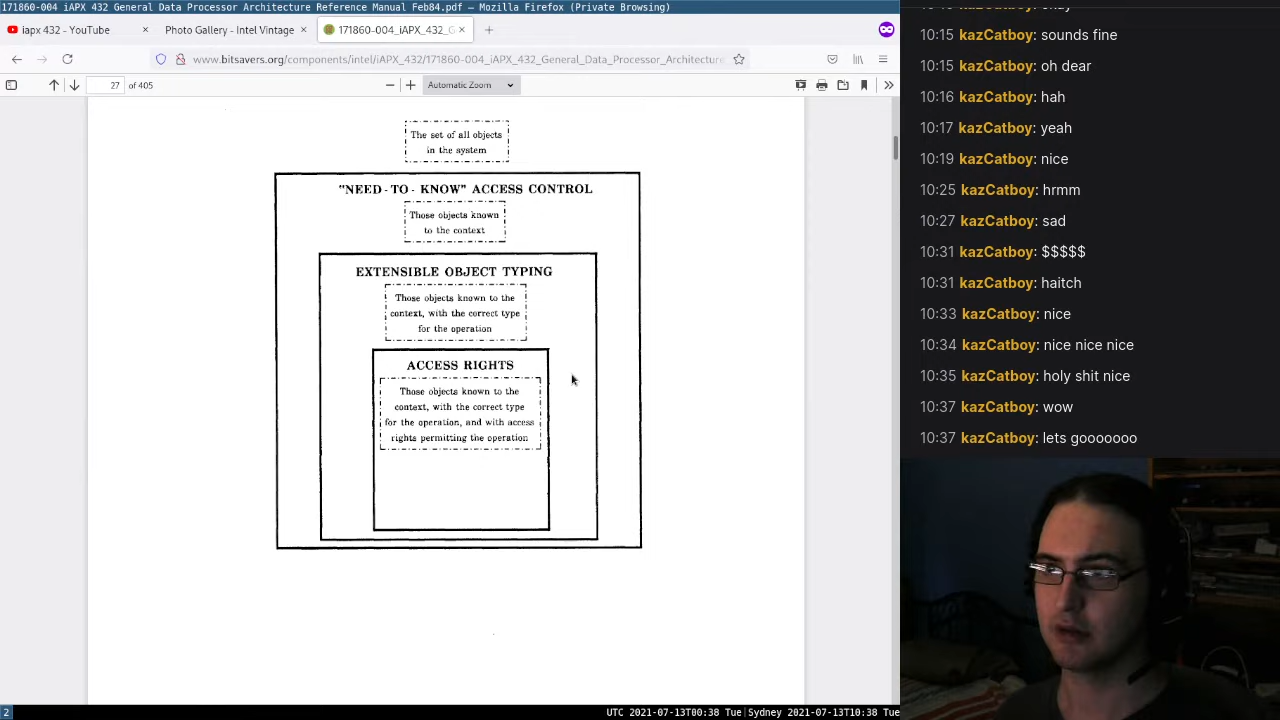 171860-004 iAPX 432 General Data Processor Architecture Reference Manual Feb84.pdf — Mozilla Firefox (Private Browsing)
iapx 432 - YouTube
Photo Gallery - Intel Vintage
171860-004_iAPX_432_G
www.bitsavers.org/components/intel/iAPX_432/171860-004_iAPX_432_General_Data_Processor_Architecture
27 of 405
Automatic Zoom
The set of all objects
in the system
"NEED-TO-KNOW" ACCESS CONTROL
Those objects known
to the context
EXTENSIBLE OBJECT TYPING
Those objects known to the
context, with the correct type
for the operation
ACCESS RIGHTS
Those objects known to the
context, with the correct type
for the operation, and with access
rights permitting the operation
2
UTC 2021-07-13T00:38 Tue|Sydney 2021-07-13T10:38 Tue
10:15 kazCatboy: sounds fine
10:15 kazCatboy: oh dear
10:16 kazCatboy: hah
10:17 kazCatboy: yeah
10:19 kazCatboy: nice
10:25 kazCatboy: hrmm
10:27 kazCatboy: sad
10:31 kazCatboy: $$$$$
10:31 kazCatboy: haitch
10:33 kazCatboy: nice
10:34 kazCatboy: nice nice nice
10:35 kazCatboy: holy shit nice
10:37 kazCatboy: wow
10:37 kazCatboy: lets gooooooo